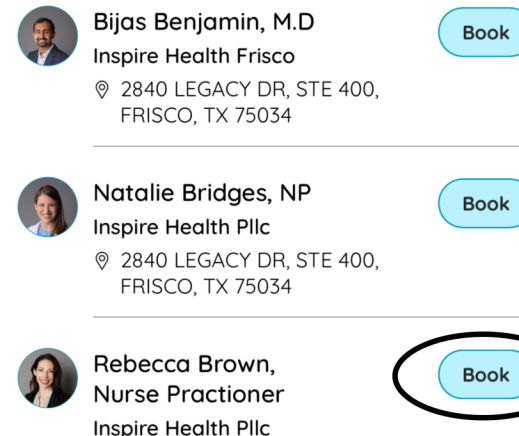 Bijas Benjamin, M.D
Book
Inspire Health Frisco
2840 LEGACY DR, STE 400,
FRISCO, TX 75034
Natalie Bridges, NP
Book
Inspire Health Pllc
2840 LEGACY DR, STE 400,
FRISCO, TX 75034
Rebecca Brown,
Nurse Practioner
Book
Inspire Health Pllc